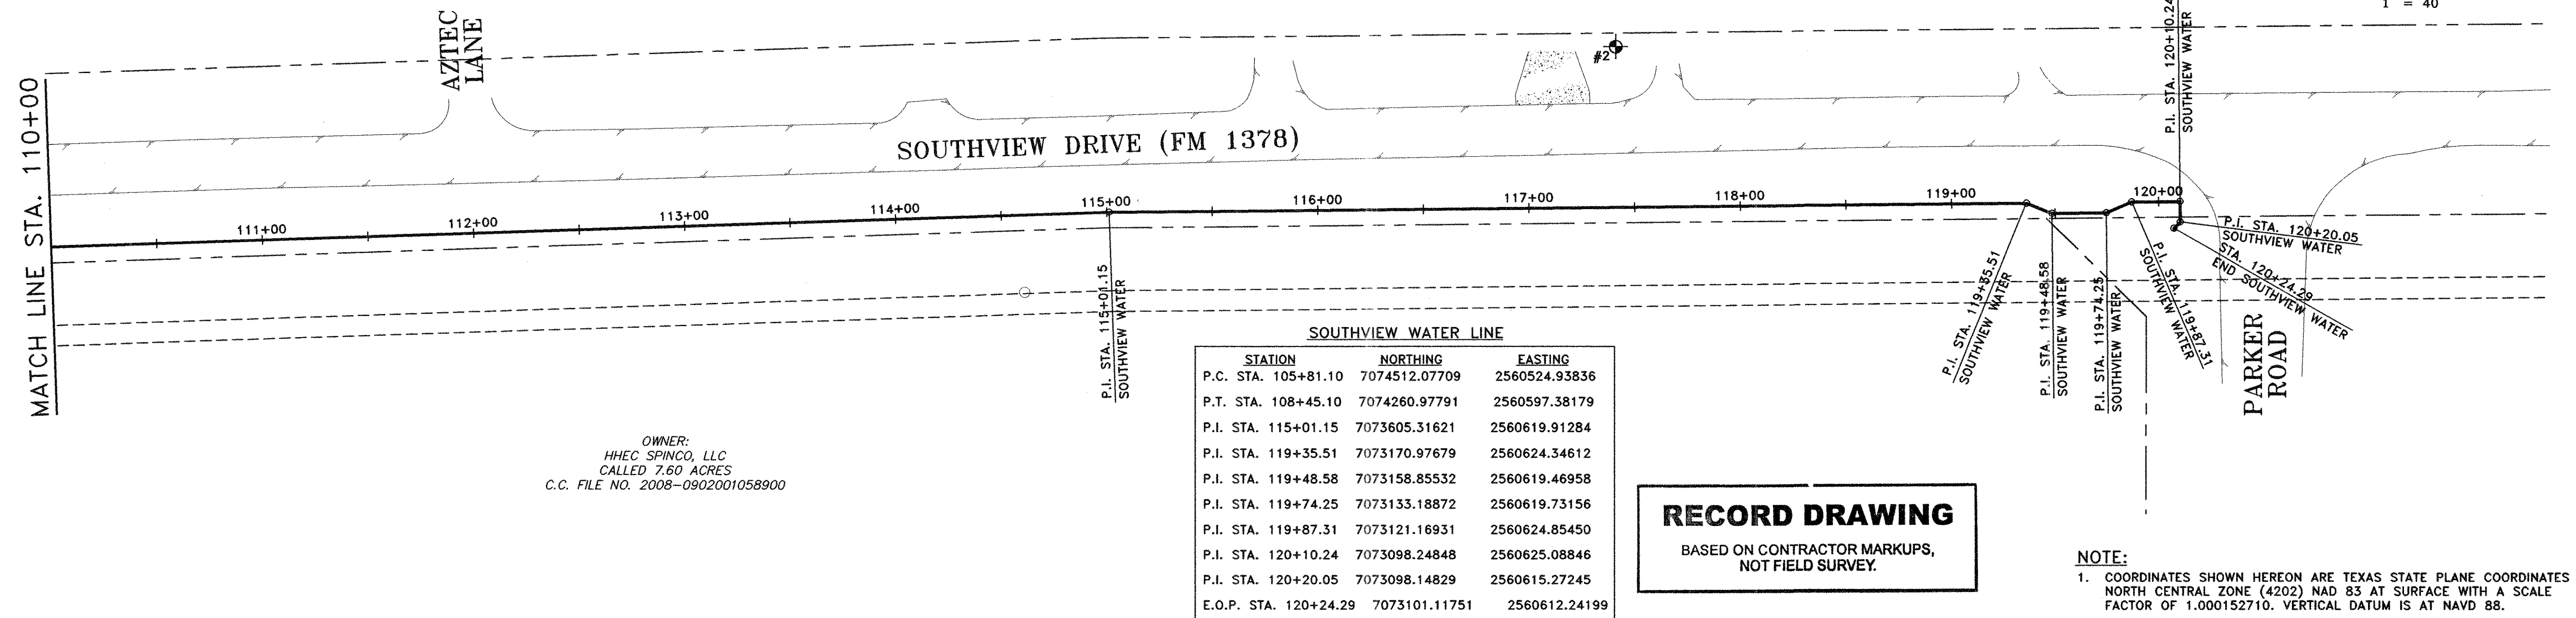 1" = 40'
AZTEC
LANE
MATCH LINE STA. 110+00
#2
SOUTHVIEW DRIVE (FM 1378)
P.I. STA. 120+10.24
SOUTHVIEW WATER
111+00
112+00
113+00
114+00
115+00
116+00
117+00
118+00
119+00
120+00
P.I. STA. 115+01.15
SOUTHVIEW WATER
P.I. STA. 119+35.51
SOUTHVIEW WATER
P.I. STA. 119+48.58
SOUTHVIEW WATER
P.I. STA. 119+74.25
SOUTHVIEW WATER
P.I. STA. 119+87.31
SOUTHVIEW WATER
P.I. STA. 120+20.05
SOUTHVIEW WATER
STA. 120+24.29
END SOUTHVIEW WATER
PARKER
ROAD
OWNER:
HHEC SPINCO, LLC
CALLED 7.60 ACRES
C.C. FILE NO. 2008-0902001058900
SOUTHVIEW WATER LINE
STATION NORTHING EASTING
P.C. STA. 105+81.10 7074512.07709 2560524.93836
P.T. STA. 108+45.10 7074260.97791 2560597.38179
P.I. STA. 115+01.15 7073605.31621 2560619.91284
P.I. STA. 119+35.51 7073170.97679 2560624.34612
P.I. STA. 119+48.58 7073158.85532 2560619.46958
P.I. STA. 119+74.25 7073133.18872 2560619.73156
P.I. STA. 119+87.31 7073121.16931 2560624.85450
P.I. STA. 120+10.24 7073098.24848 2560625.08846
P.I. STA. 120+20.05 7073098.14829 2560615.27245
E.O.P. STA. 120+24.29 7073101.11751 2560612.24199
RECORD DRAWING
BASED ON CONTRACTOR MARKUPS,
NOT FIELD SURVEY.
NOTE:
1. COORDINATES SHOWN HEREON ARE TEXAS STATE PLANE COORDINATES
NORTH CENTRAL ZONE (4202) NAD 83 AT SURFACE WITH A SCALE
FACTOR OF 1.000152710. VERTICAL DATUM IS AT NAVD 88.